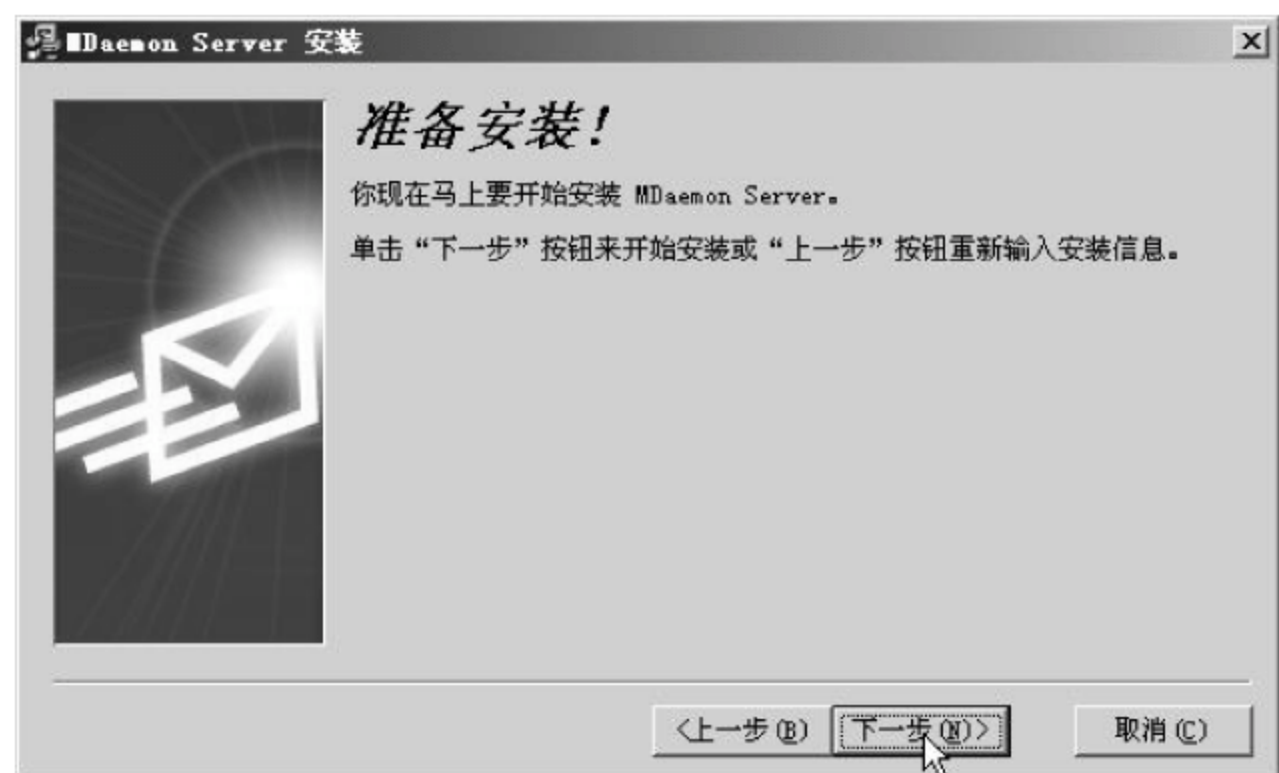 MDaemon Server 安装
准备安装!
你现在马上要开始安装 MDaemon Server。
单击“下一步”按钮来开始安装或“上一步”按钮重新输入安装信息。
<上一步(B)
下一步(N)>
取消(C)